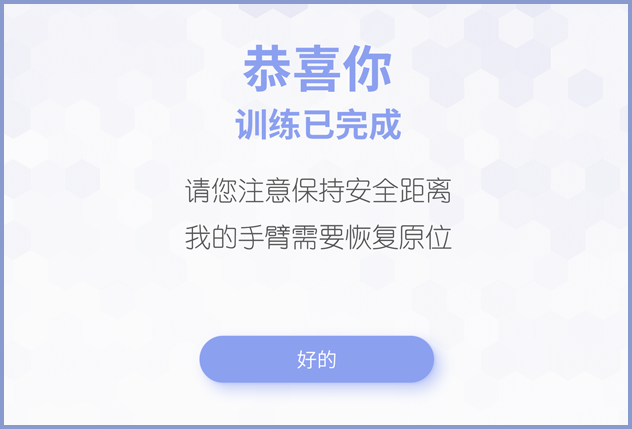 恭喜你
训练已完成
请您注意保持安全距离
我的手臂需要恢复原位
好的